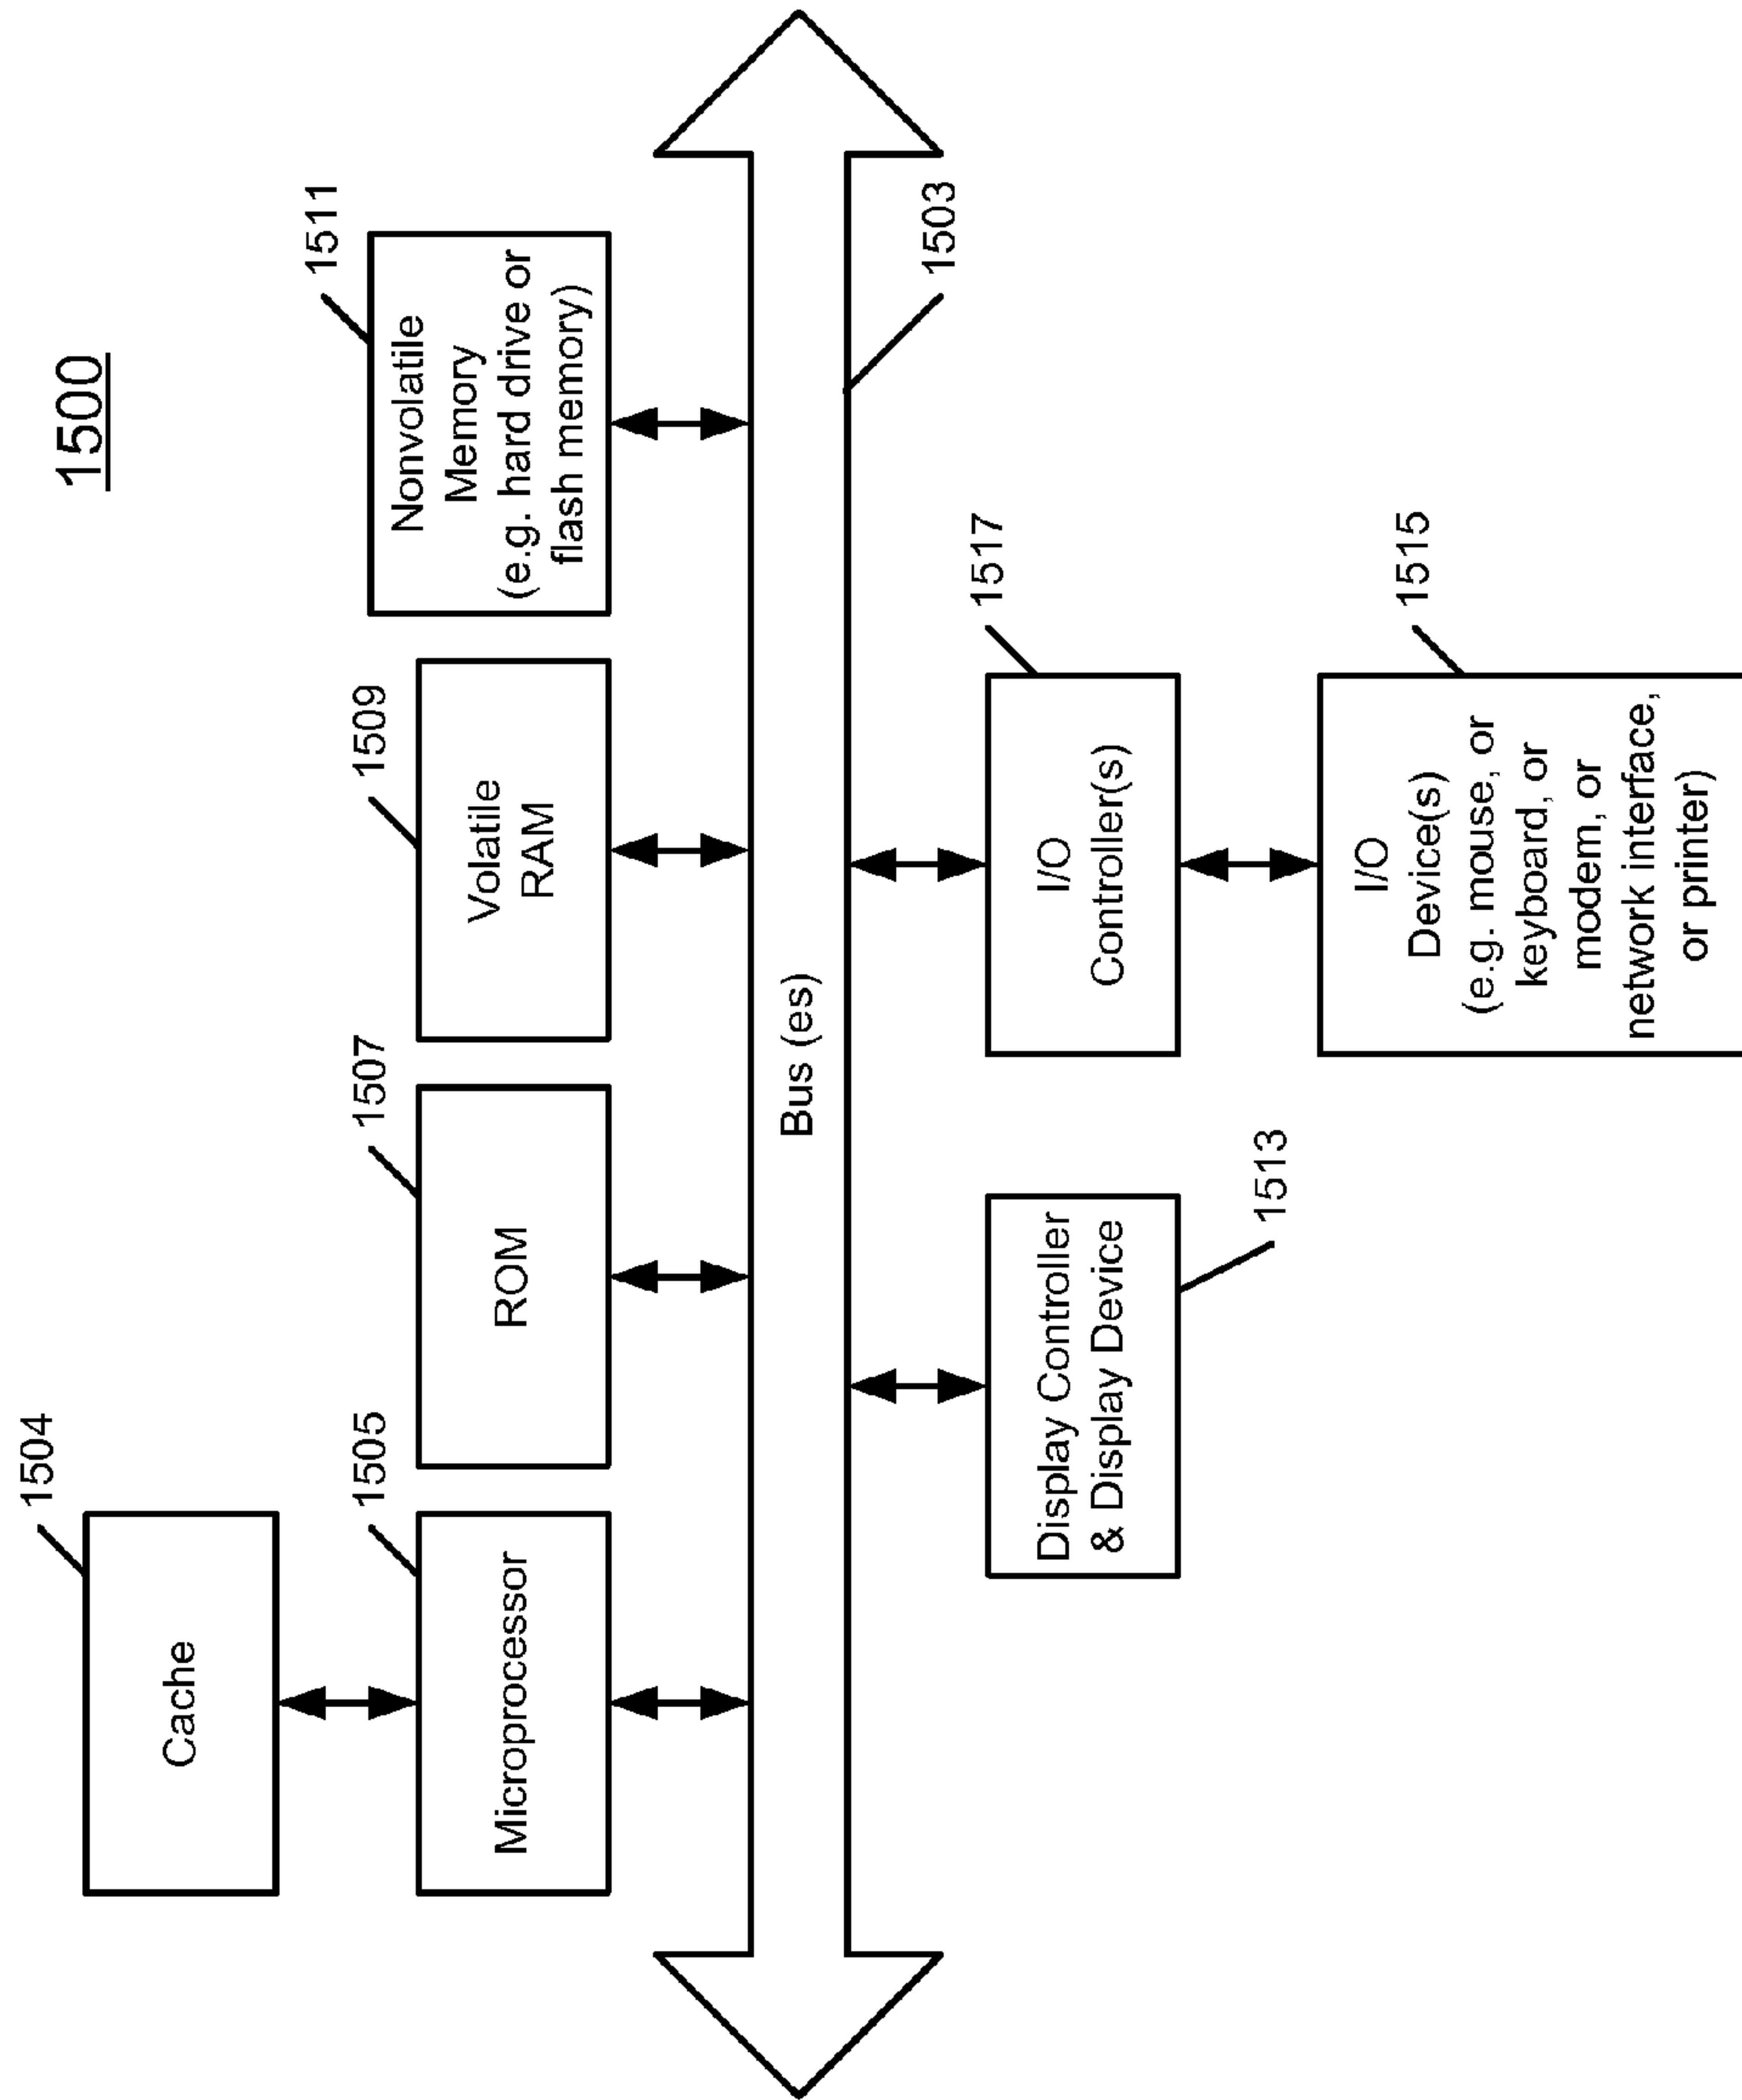 1500
1504
Cache
1505
Microprocessor
1507
ROM
1509
Volatile
RAM
1511
Nonvolatile
Memory
(e.g. hard drive or
flash memory)
Bus (es)
1503
Display Controller
& Display Device
1513
I/O
Controller(s)
1517
I/O
Device(s)
(e.g. mouse, or
keyboard, or
modem, or
network interface,
or printer)
1515